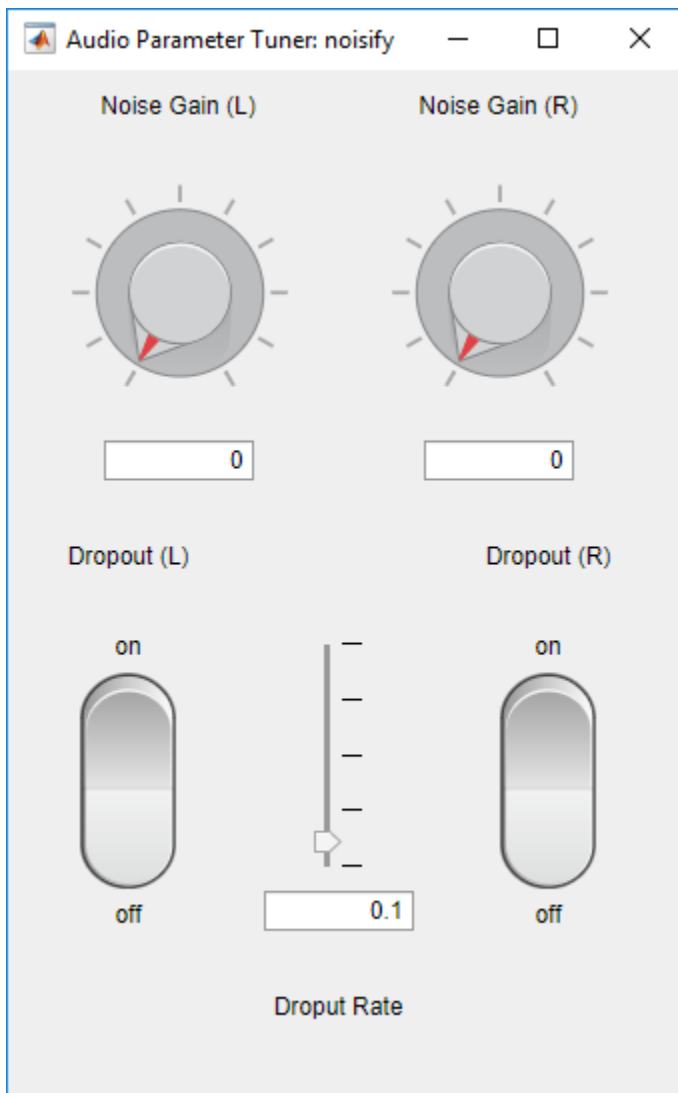 Audio Parameter Tuner: noisify
Noise Gain (L) Noise Gain (R)
0 0
Dropout (L) Dropout (R)
on on
off 0.1 off
Droput Rate